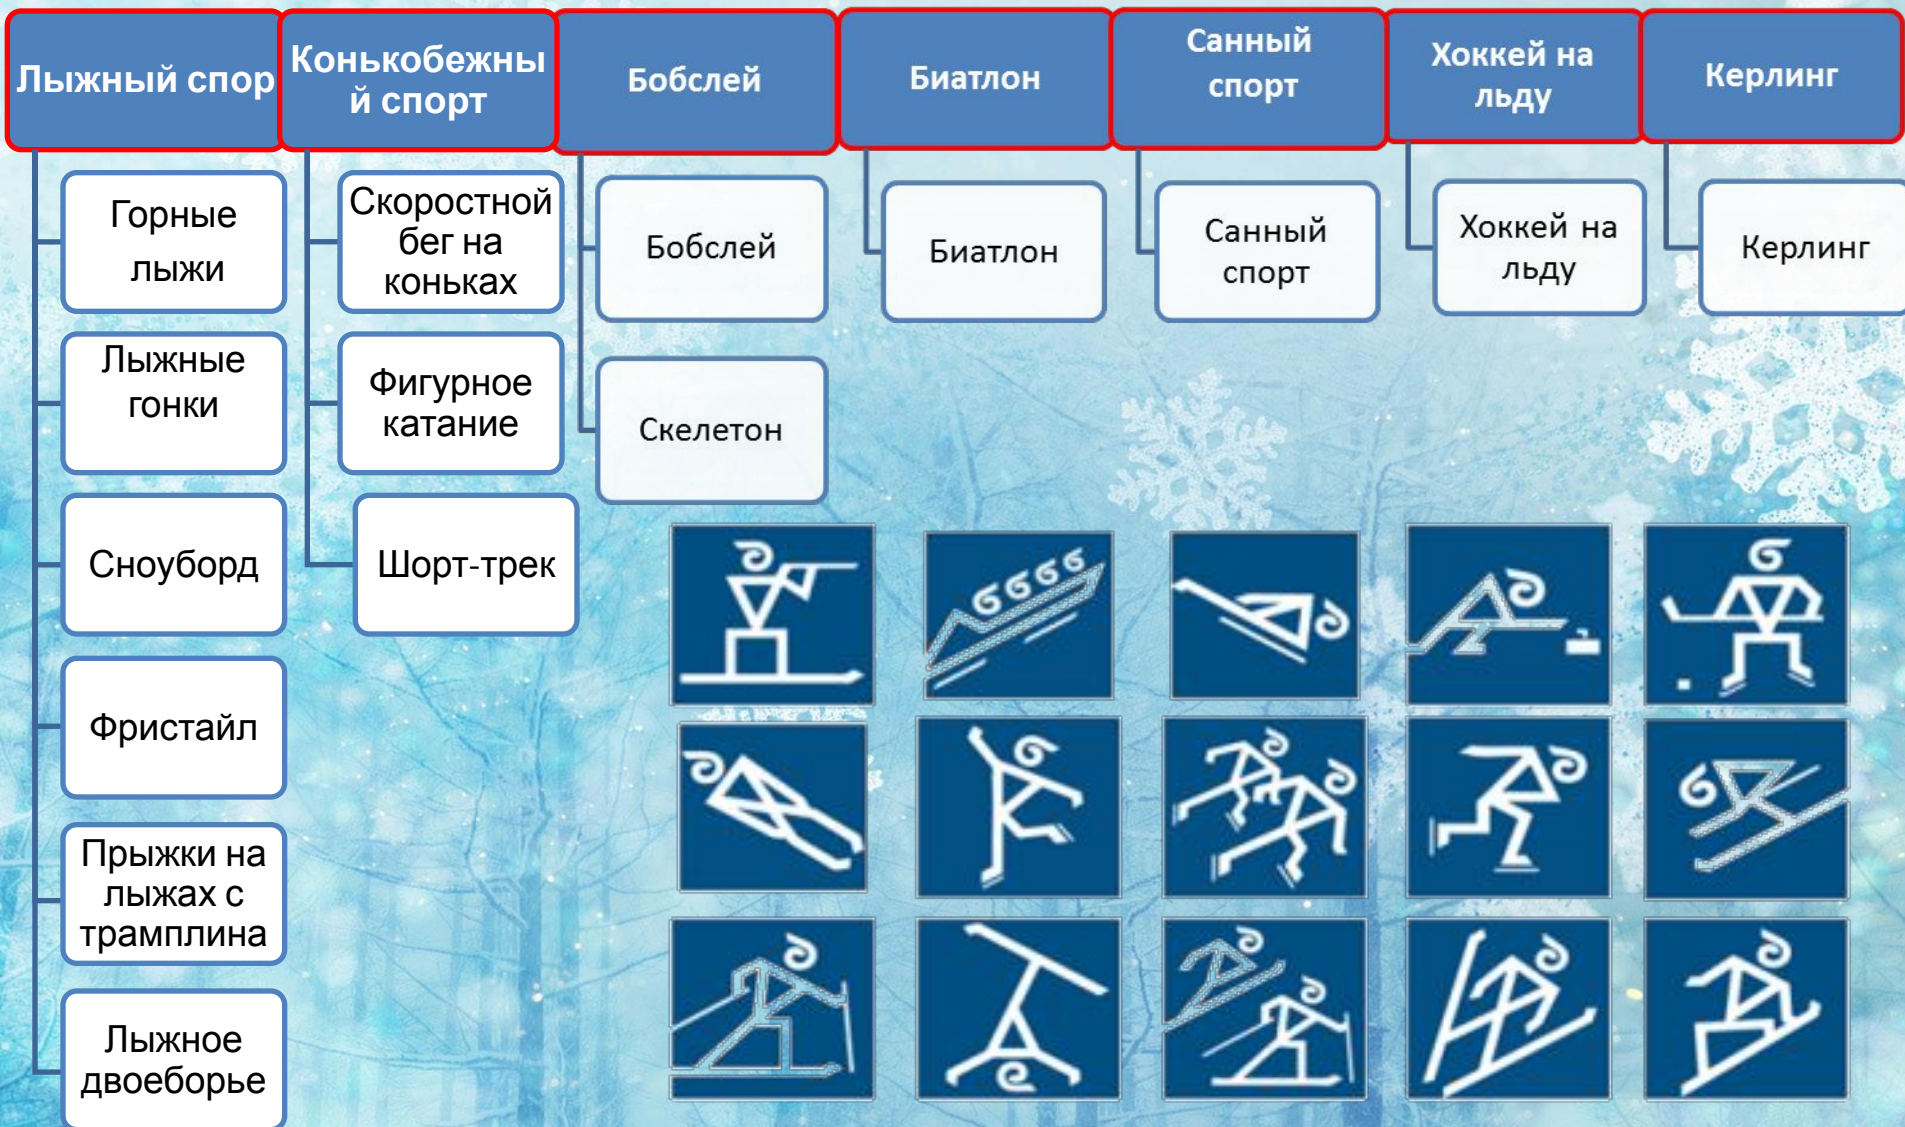 Лыжный спор
Конькобежны
й спорт
Бобслей
Биатлон
Санный
спорт
Хоккей на
льду
Керлинг
Горные
лыжи
Лыжные
гонки
Сноуборд
Фристайл
Прыжки на
лыжах с
трамплина
Лыжное
двоеборье
Скоростной
бег на
коньках
Фигурное
катание
Шорт-трек
Бобслей
Скелетон
Биатлон
Санный
спорт
Хоккей на
льду
Керлинг